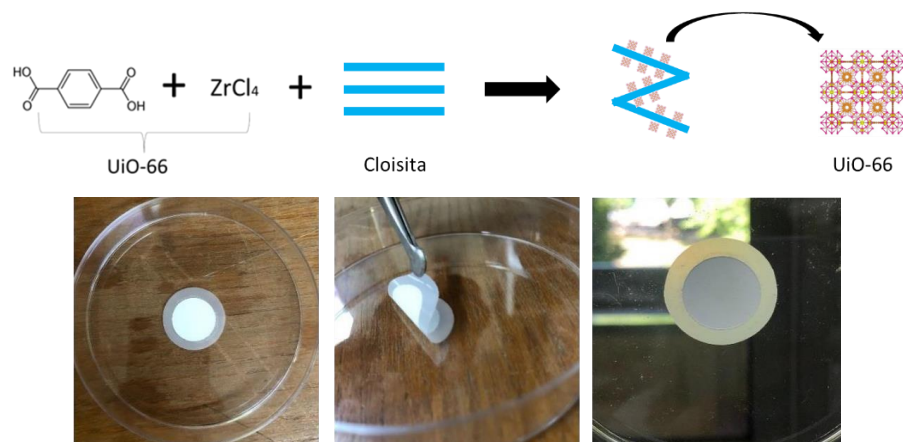 HO
O
O
OH
+
ZrCl₄
+
UiO-66
Cloisita
UiO-66